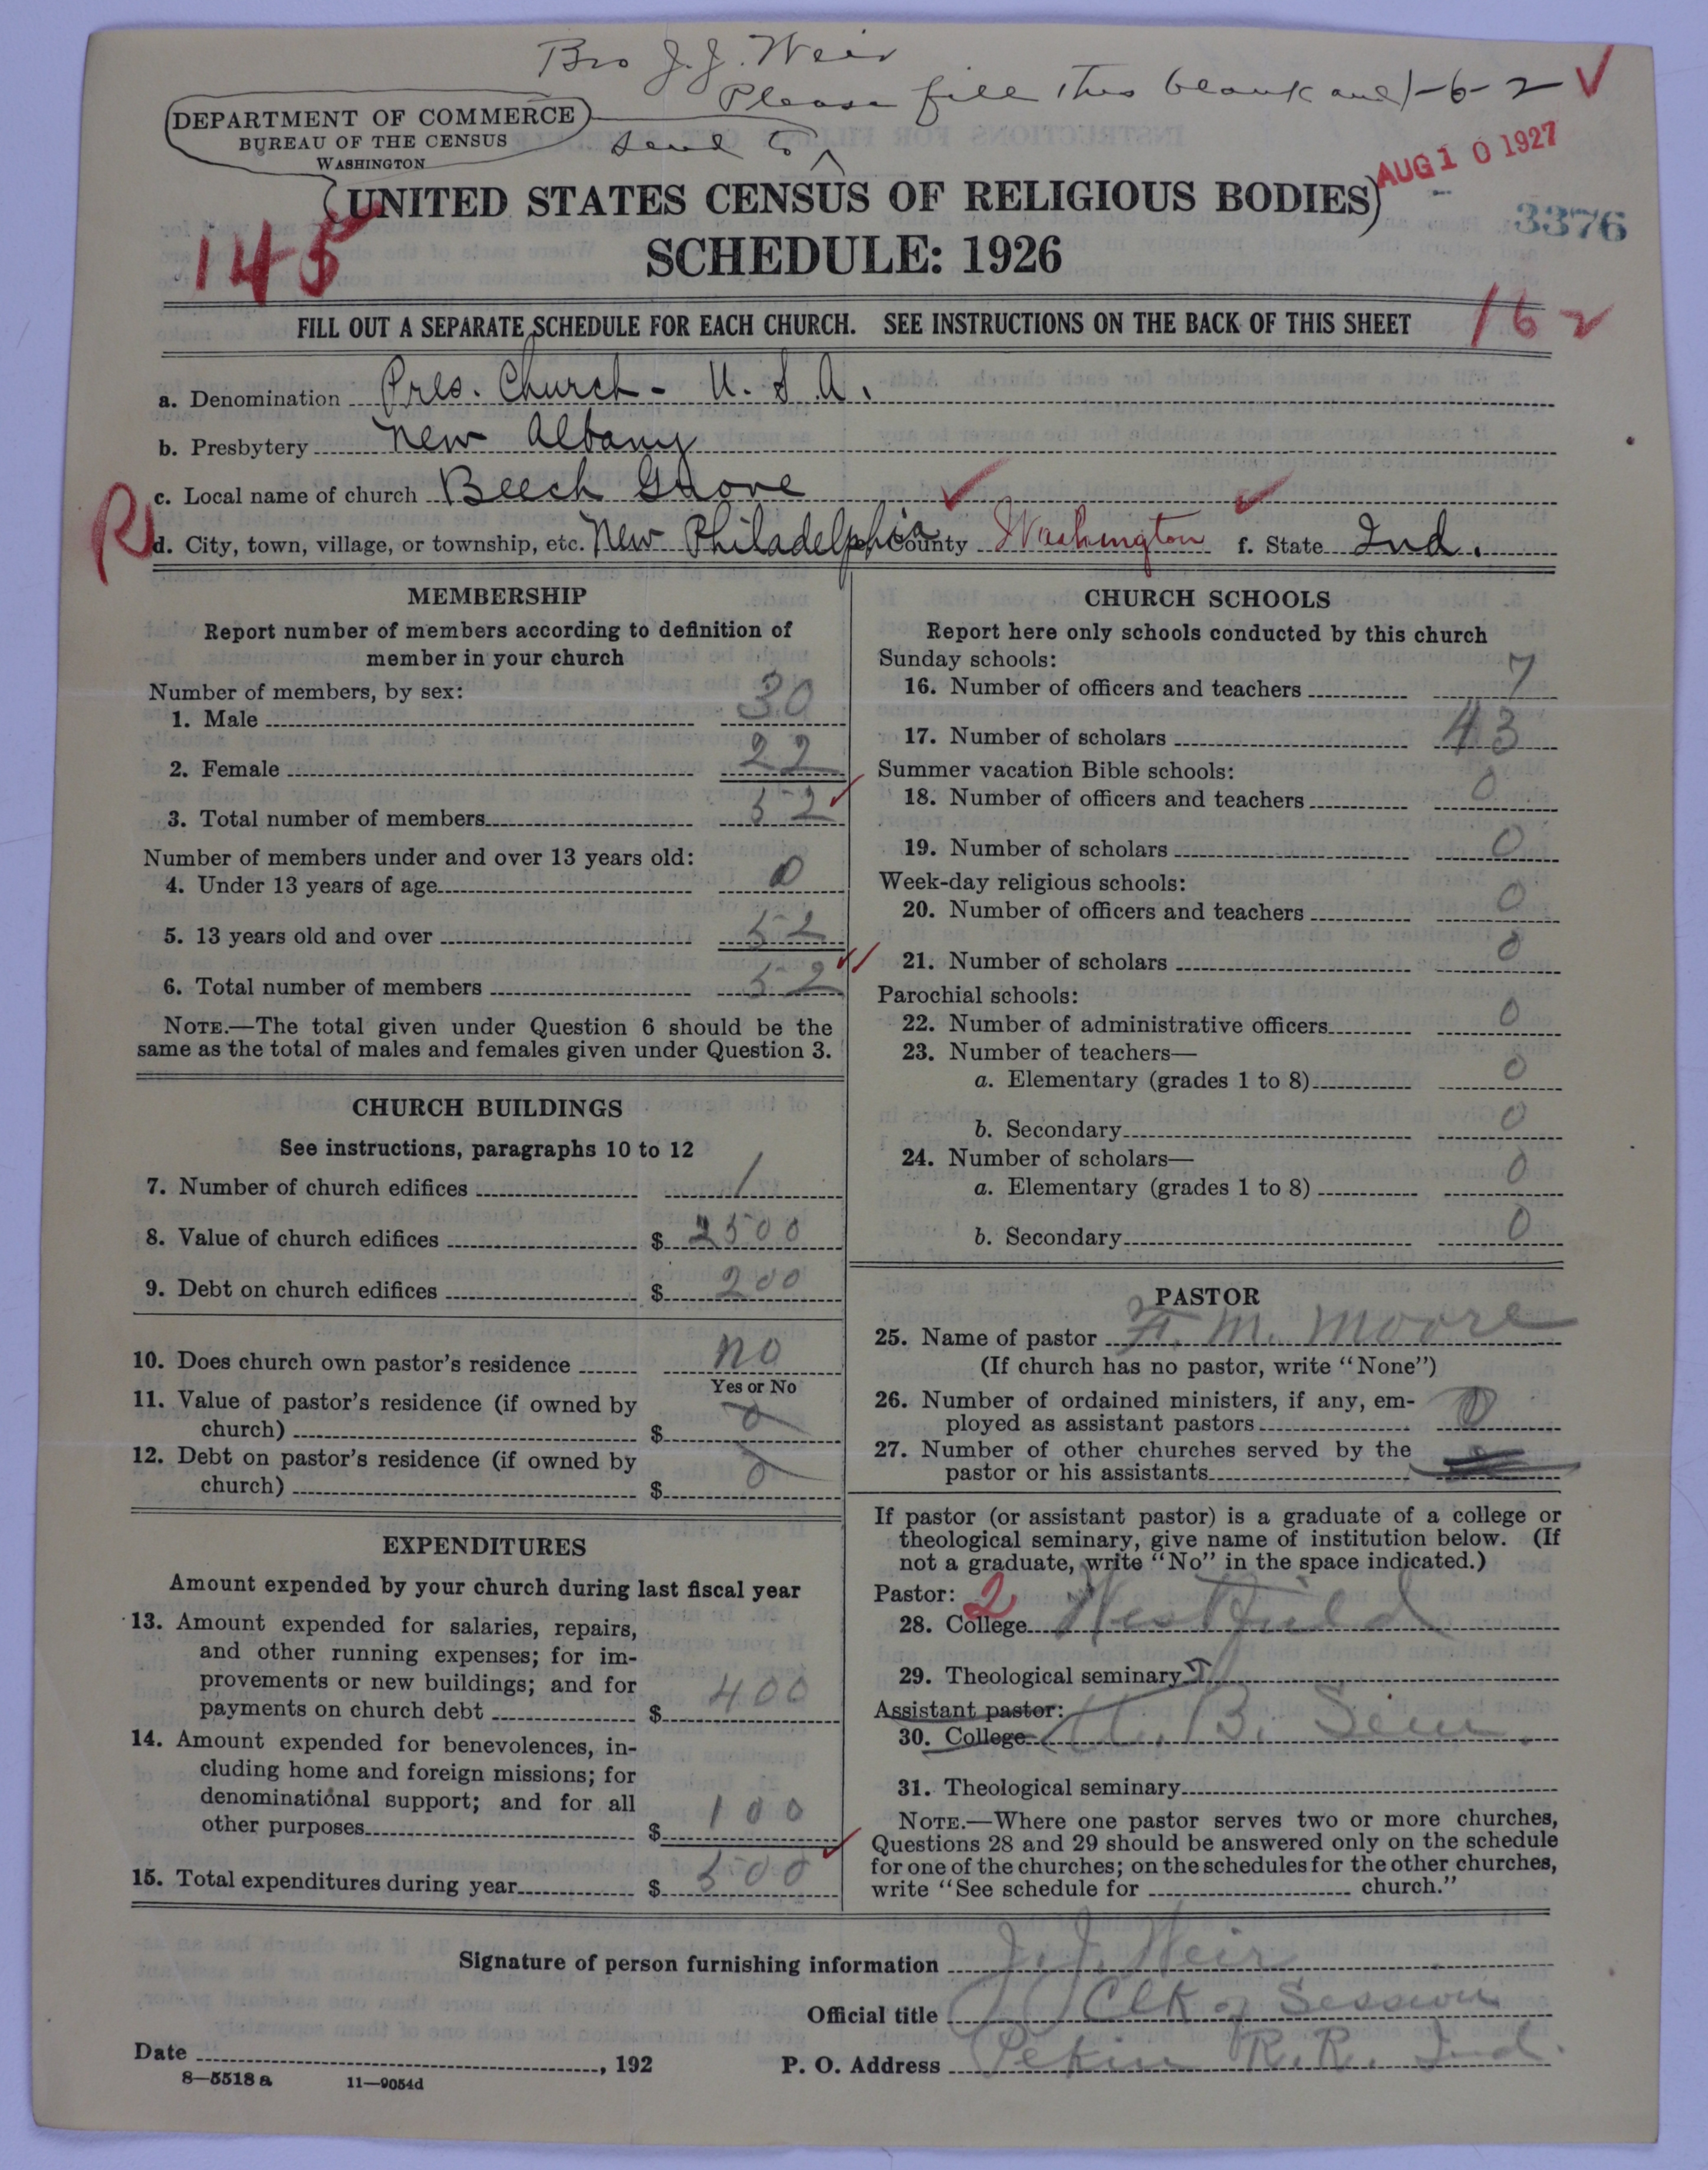 Bro J. J. Weir
Please fill this blank and 1-6-2
send to
DEPARTMENT OF COMMERCE
BUREAU OF THE CENSUS
WASHINGTON
AUG 10 1927
UNITED STATES CENSUS OF RELIGIOUS BODIES
3376
145
SCHEDULE: 1926
162
FILL OUT A SEPARATE SCHEDULE FOR EACH CHURCH. SEE INSTRUCTIONS ON THE BACK OF THIS SHEET
a. Denomination Pres. Church - U. S. A.
b. Presbytery New Albany
c. Local name of church Beech Grove
R
d. City, town, village, or township, etc. New Philadelphia County Washington f. State Ind.
MEMBERSHIP
Report number of members according to definition of
member in your church
Number of members, by sex:
1. Male 30
2. Female 22
3. Total number of members 52
Number of members under and over 13 years old:
4. Under 13 years of age 0
5. 13 years old and over 52
6. Total number of members 52
NOTE.—The total given under Question 6 should be the
same as the total of males and females given under Question 3.
CHURCH BUILDINGS
See instructions, paragraphs 10 to 12
7. Number of church edifices 1
8. Value of church edifices $ 2500
9. Debt on church edifices $ 200
10. Does church own pastor's residence no
Yes or No
11. Value of pastor's residence (if owned by
church) $ 0
12. Debt on pastor's residence (if owned by
church) $ 0
EXPENDITURES
Amount expended by your church during last fiscal year
13. Amount expended for salaries, repairs,
and other running expenses; for im-
provements or new buildings; and for
payments on church debt $ 400
14. Amount expended for benevolences, in-
cluding home and foreign missions; for
denominational support; and for all
other purposes $ 100
15. Total expenditures during year $ 500
CHURCH SCHOOLS
Report here only schools conducted by this church
Sunday schools:
16. Number of officers and teachers 7
17. Number of scholars 43
Summer vacation Bible schools:
18. Number of officers and teachers 0
19. Number of scholars 0
Week-day religious schools:
20. Number of officers and teachers 0
21. Number of scholars 0
Parochial schools:
22. Number of administrative officers 0
23. Number of teachers—
a. Elementary (grades 1 to 8) 0
b. Secondary 0
24. Number of scholars—
a. Elementary (grades 1 to 8) 0
b. Secondary 0
PASTOR
25. Name of pastor F. M. Moore
(If church has no pastor, write "None")
26. Number of ordained ministers, if any, em-
ployed as assistant pastors 0
27. Number of other churches served by the
pastor or his assistants
If pastor (or assistant pastor) is a graduate of a college or
theological seminary, give name of institution below. (If
not a graduate, write "No" in the space indicated.)
Pastor: 2
28. College Westfield
29. Theological seminary
Assistant pastor:
30. College U. B. Sem.
31. Theological seminary
NOTE.—Where one pastor serves two or more churches,
Questions 28 and 29 should be answered only on the schedule
for one of the churches; on the schedules for the other churches,
write "See schedule for church."
Signature of person furnishing information J. J. Weir
Official title Clk of Session
Date , 192 P. O. Address Pekin R.R. Ind.
8—5518 a 11—9054d